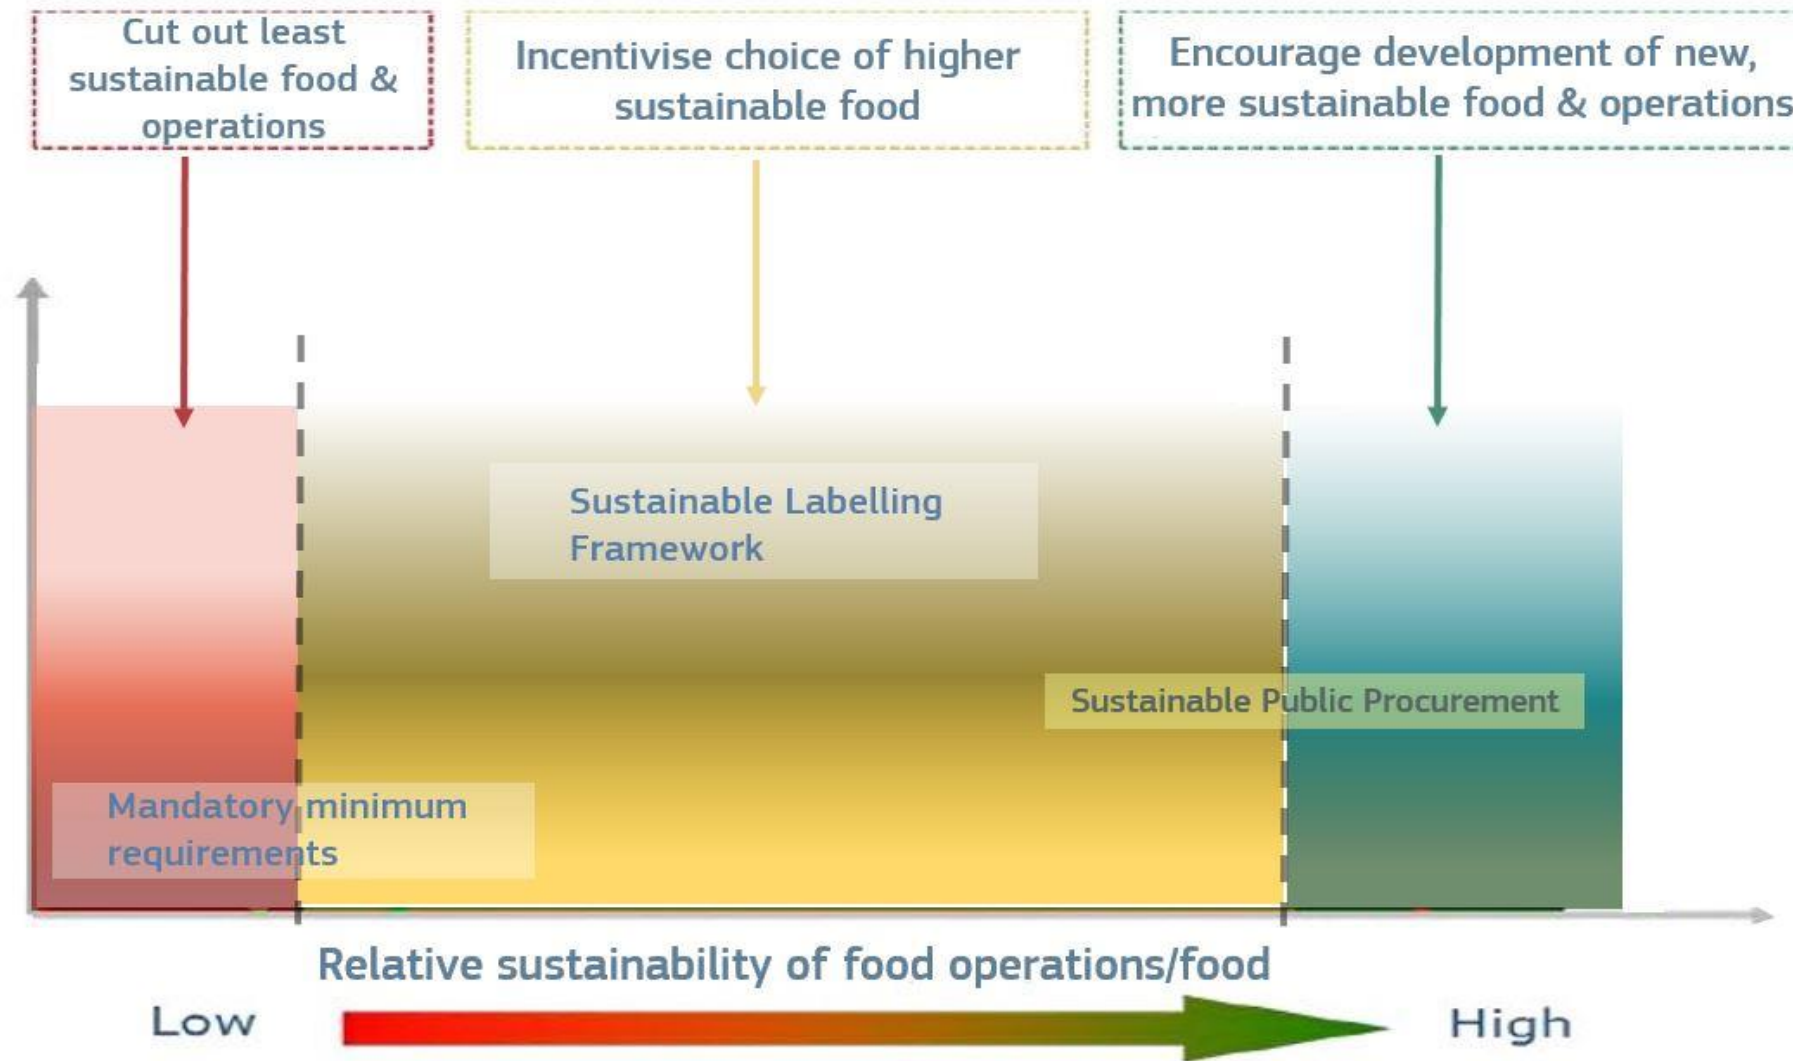 Cut out least
sustainable food &
operations
Incentivise choice of higher
sustainable food
Encourage development of new,
more sustainable food & operations
Sustainable Labelling
Framework
Sustainable Public Procurement
Mandatory minimum
requirements
Relative sustainability of food operations/food
Low
High